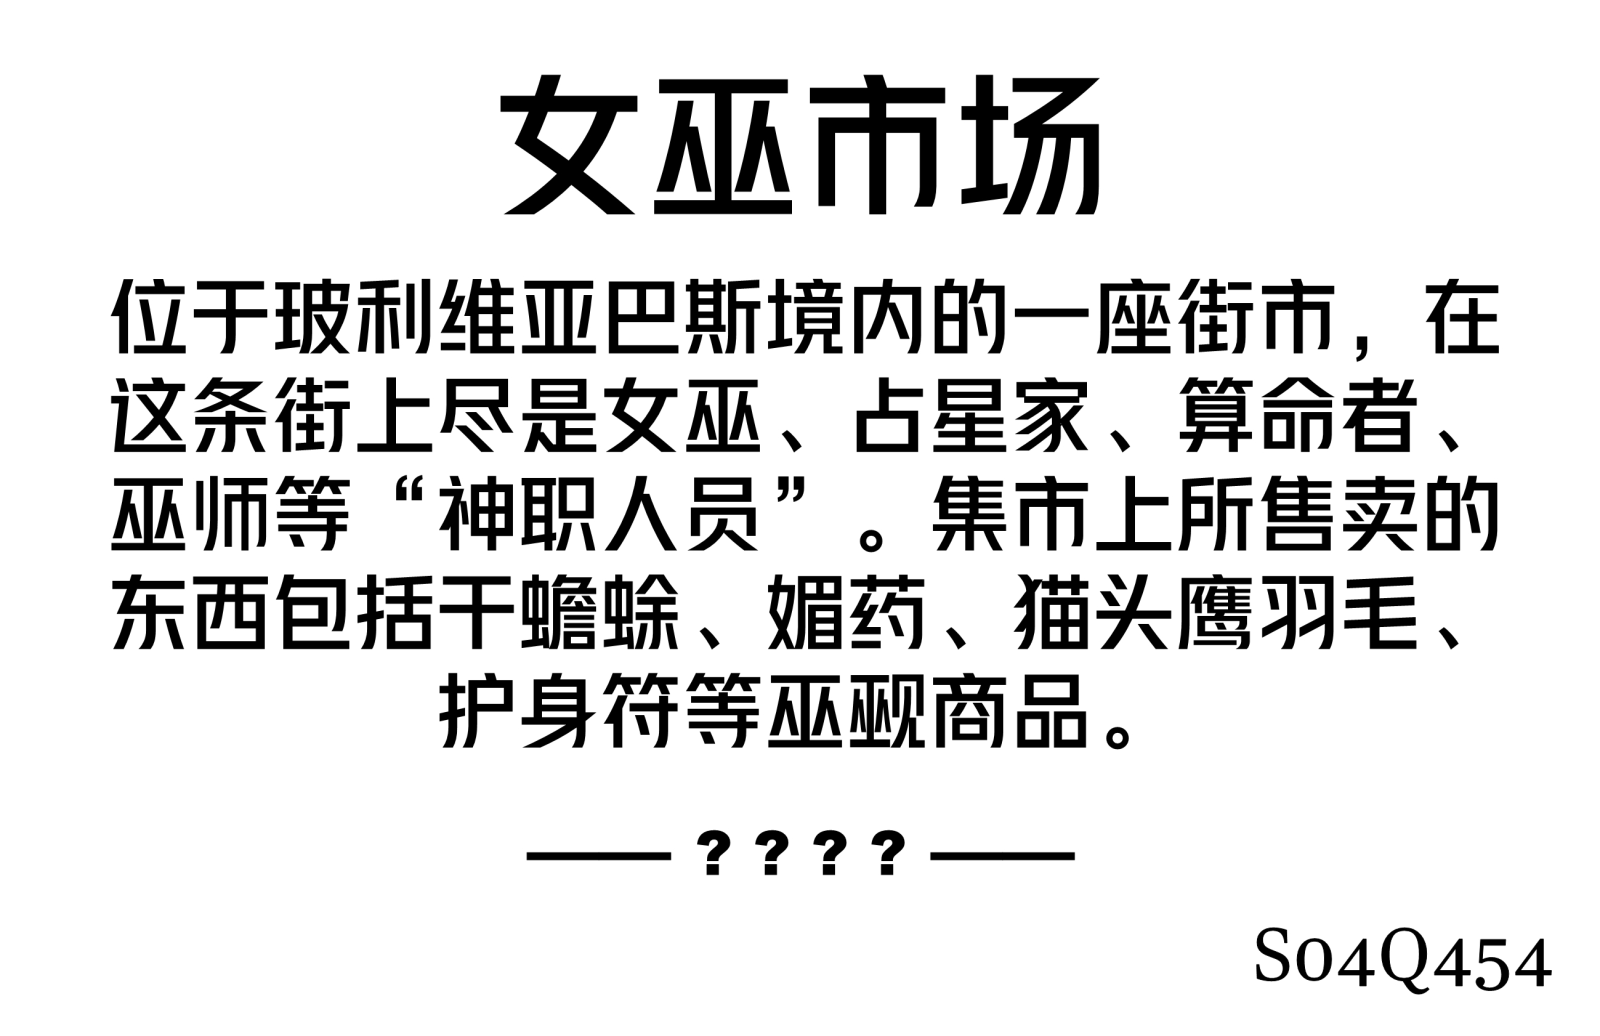 女巫市场
位于玻利维亚巴斯境内的一座街市，在
这条街上尽是女巫、占星家、算命者、
巫师等“神职人员”。集市上所售卖的
东西包括干蟾蜍、媚药、猫头鹰羽毛、
护身符等巫觋商品。
——????——
S04Q454